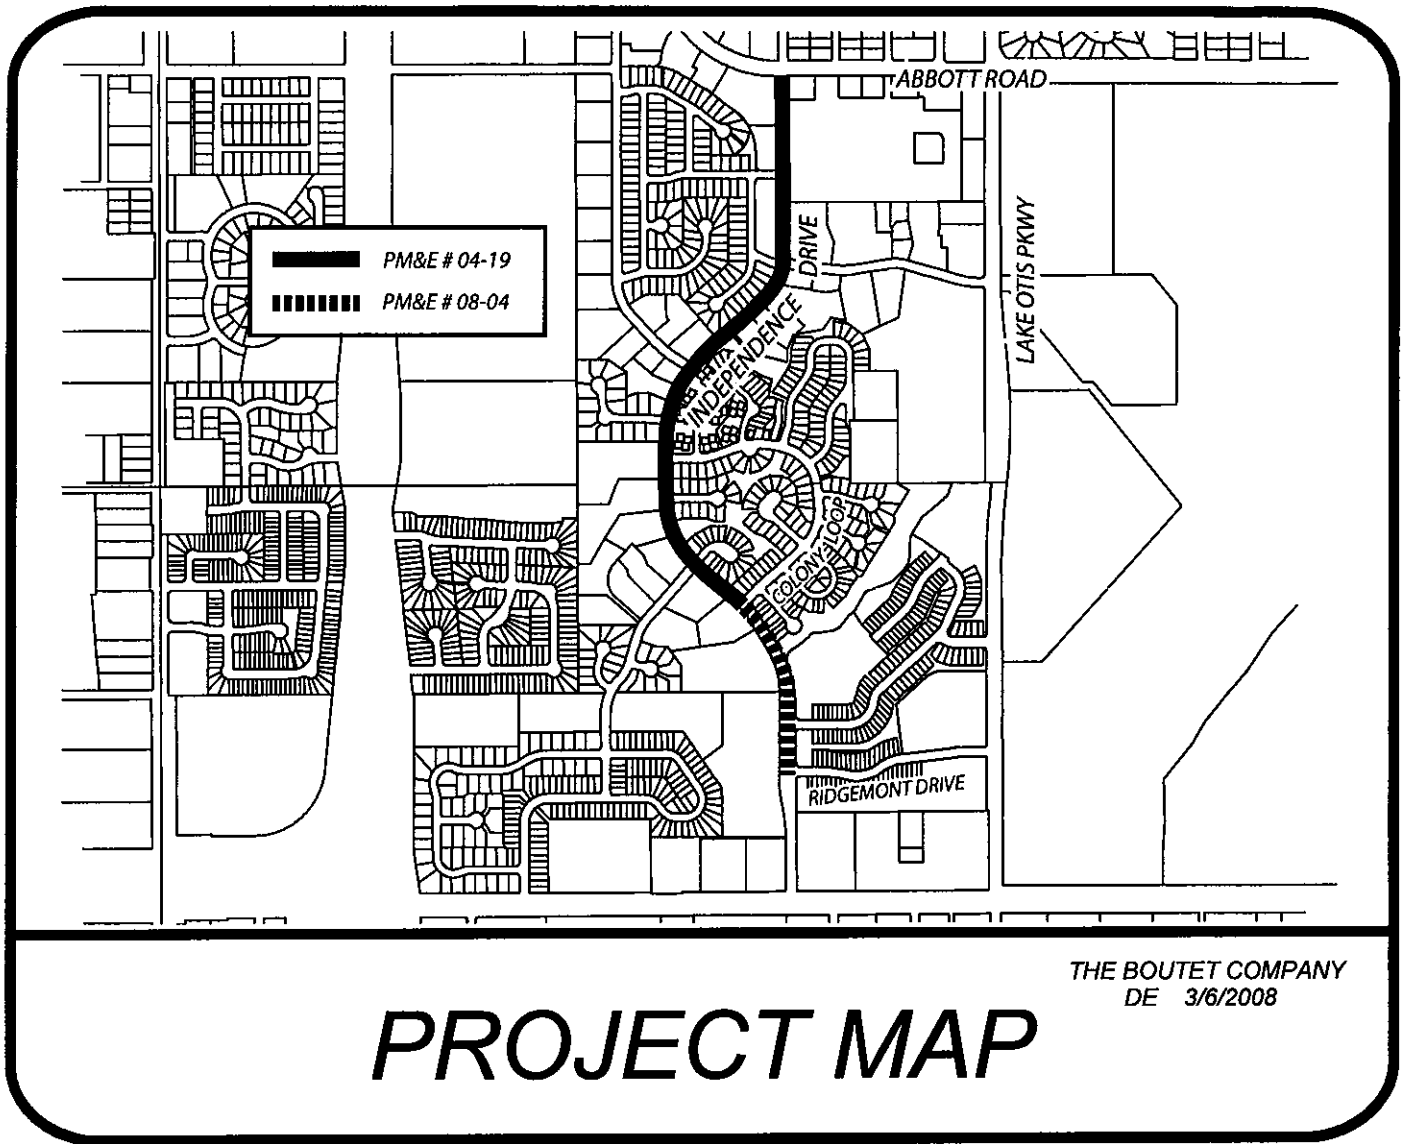 ABBOTT ROAD
LAKE OTIS PKWY
INDEPENDENCE DRIVE
PM&E # 04-19
PM&E # 08-04
COLONY LOOP
RIDGEMONT DRIVE
THE BOUTET COMPANY
DE 3/6/2008
PROJECT MAP